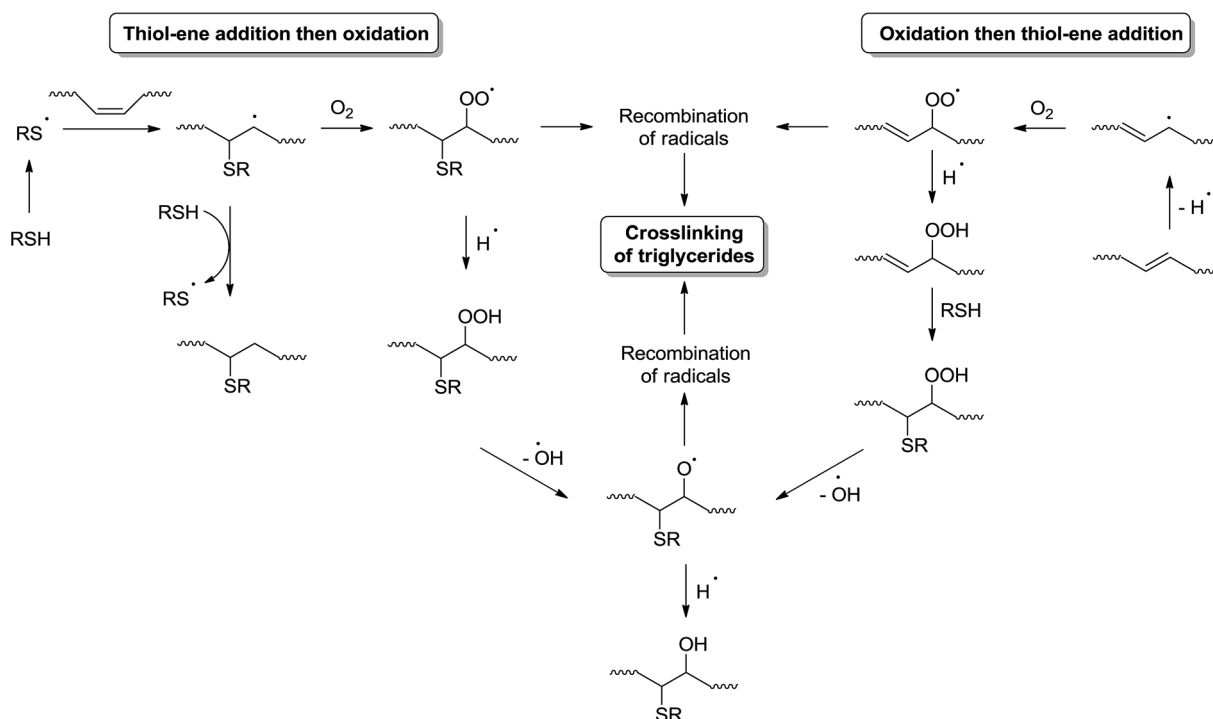 Thiol-ene addition then oxidation
Oxidation then thiol-ene addition
RS•
O₂
OO•
SR
SR
Recombination
of radicals
OO•
O₂
H•
- H•
RSH
RSH
RS•
SR
H•
OOH
SR
Crosslinking
of triglycerides
Recombination
of radicals
OOH
RSH
OOH
SR
- •OH
- •OH
O•
SR
H•
OH
SR